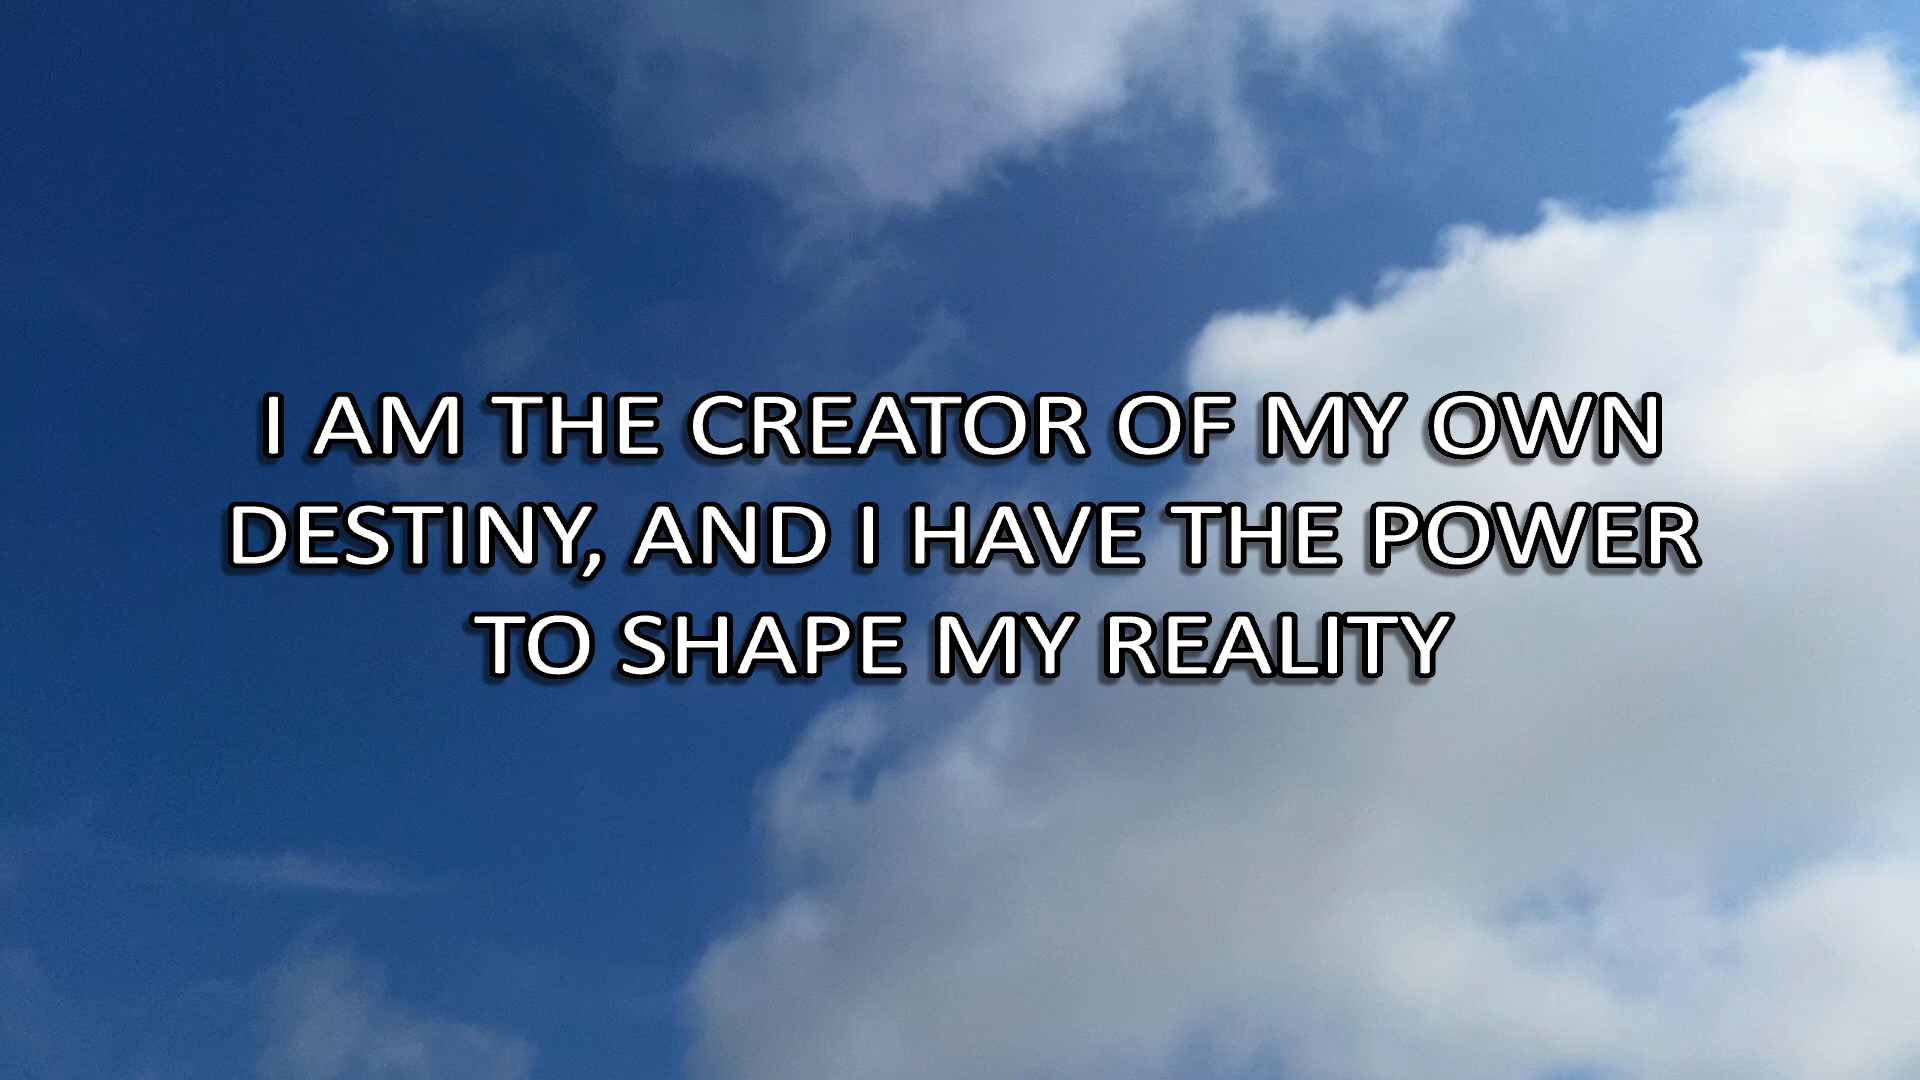 I AM THE CREATOR OF MY OWN
DESTINY, AND I HAVE THE POWER
TO SHAPE MY REALITY